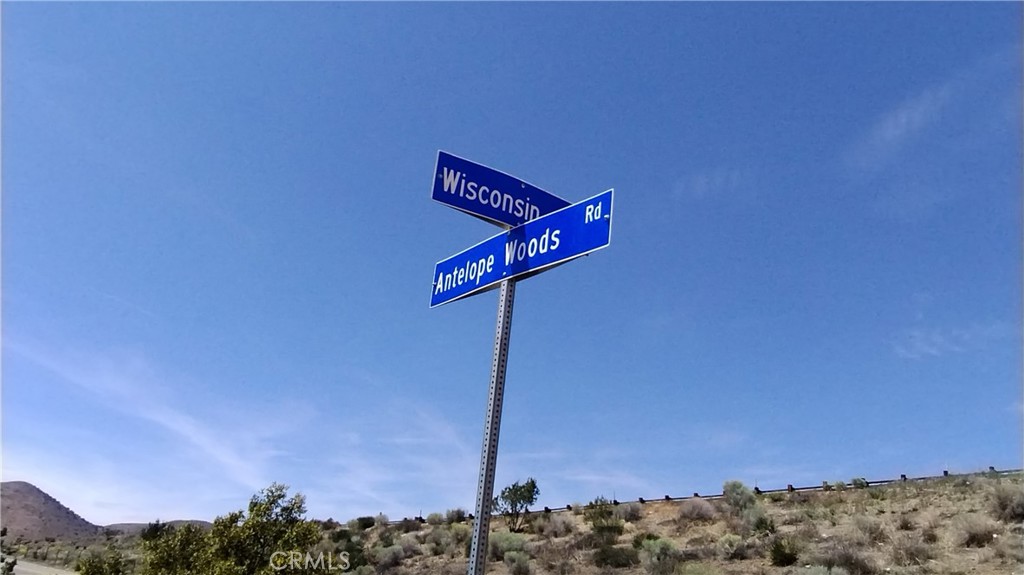 Wisconsin
Antelope Woods Rd
CRMLS